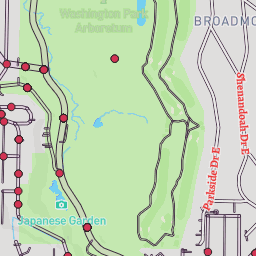 Washington Park
Arboretum
BROADMO
Shenandoah Dr E
Parkside Dr E
Japanese Garden